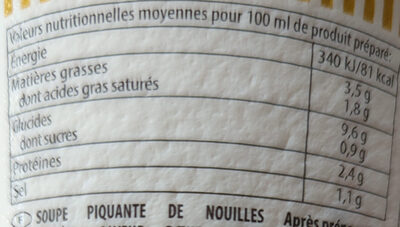 Valeurs nutritionnelles moyennes pour 100 ml de produit préparé:
Énergie 340 kJ/81 kcal
Matières grasses 3,5 g
dont acides gras saturés 1,8 g
Glucides 9,6 g
dont sucres 0,9 g
Protéines 2,4 g
Sel 1,1 g
F SOUPE PIQUANTE DE NOUILLES Après